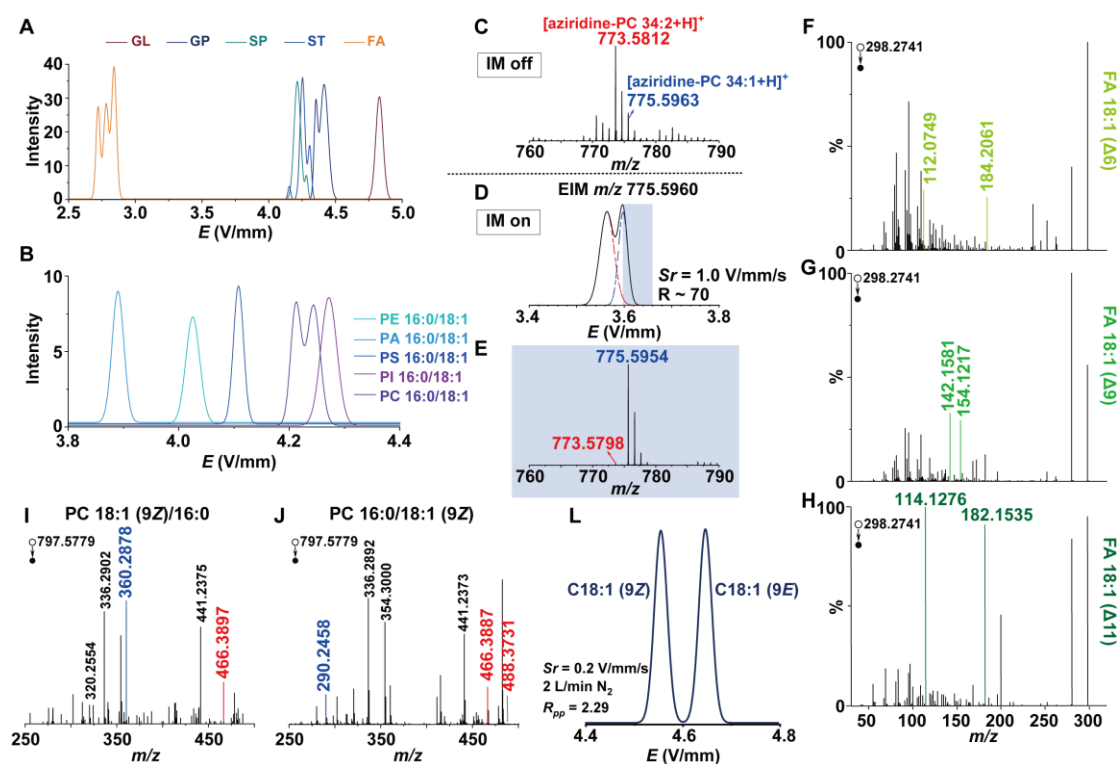 A
GL GP SP ST FA
Intensity
40
30
20
10
0
2.5 3.0 3.5 4.0 4.5 5.0
E (V/mm)
B
Intensity
10
5
0
PE 16:0/18:1
PA 16:0/18:1
PS 16:0/18:1
PI 16:0/18:1
PC 16:0/18:1
3.8 4.0 4.2 4.4
E (V/mm)
C
IM off
[aziridine-PC 34:2+H]+
773.5812
[aziridine-PC 34:1+H]+
775.5963
760 770 780 790
m/z
D
EIM m/z 775.5960
IM on
Sr = 1.0 V/mm/s
R ~ 70
3.4 3.6 3.8
E (V/mm)
E
775.5954
773.5798
760 770 780 790
m/z
F
100
%
0
298.2741
112.0749
184.2061
FA 18:1 (Δ6)
G
100
%
0
298.2741
142.1581
154.1217
FA 18:1 (Δ9)
H
100
%
0
298.2741
114.1276
182.1535
FA 18:1 (Δ11)
50 100 150 200 250 300
m/z
I
PC 18:1 (9Z)/16:0
797.5779
320.2554
336.2902
360.2878
441.2375
466.3897
250 350 450
m/z
J
PC 16:0/18:1 (9Z)
797.5779
290.2458
336.2892
354.3000
441.2373
466.3887
488.3731
250 350 450
m/z
L
C18:1 (9Z)
C18:1 (9E)
Sr = 0.2 V/mm/s
2 L/min N2
Rpp = 2.29
4.4 4.6 4.8
E (V/mm)